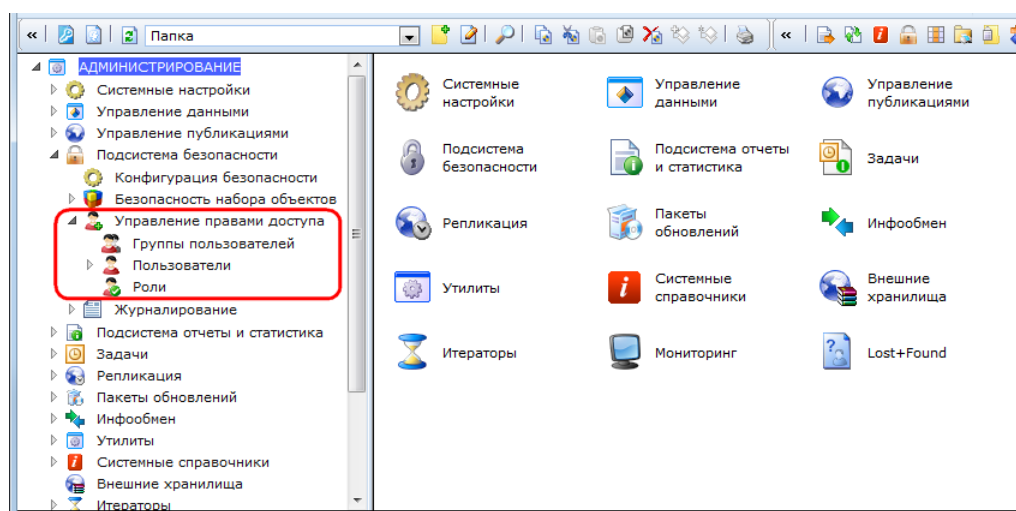 Папка
АДМИНИСТРИРОВАНИЕ
Системные настройки
Управление данными
Управление публикациями
Подсистема безопасности
Конфигурация безопасности
Безопасность набора объектов
Управление правами доступа
Группы пользователей
Пользователи
Роли
Журналирование
Подсистема отчеты и статистика
Задачи
Репликация
Пакеты обновлений
Инфообмен
Утилиты
Системные справочники
Внешние хранилища
Итераторы
Системные
настройки
Управление
данными
Управление
публикациями
Подсистема
безопасности
Подсистема отчеты
и статистика
Задачи
Репликация
Пакеты
обновлений
Инфообмен
Утилиты
Системные
справочники
Внешние
хранилища
Итераторы
Мониторинг
Lost+Found